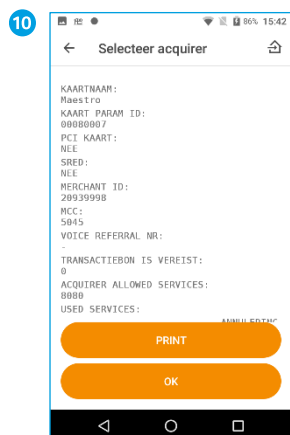 10
86% 15:42
Selecteer acquirer
KAARTNAAM:
Maestro
KAART PARAM ID:
00080007
PCI KAART:
NEE
SRED:
NEE
MERCHANT ID:
20939998
MCC:
5045
VOICE REFERRAL NR:
-
TRANSACTIEBON IS VEREIST:
0
ACQUIRER ALLOWED SERVICES:
8080
USED SERVICES:
PRINT
OK